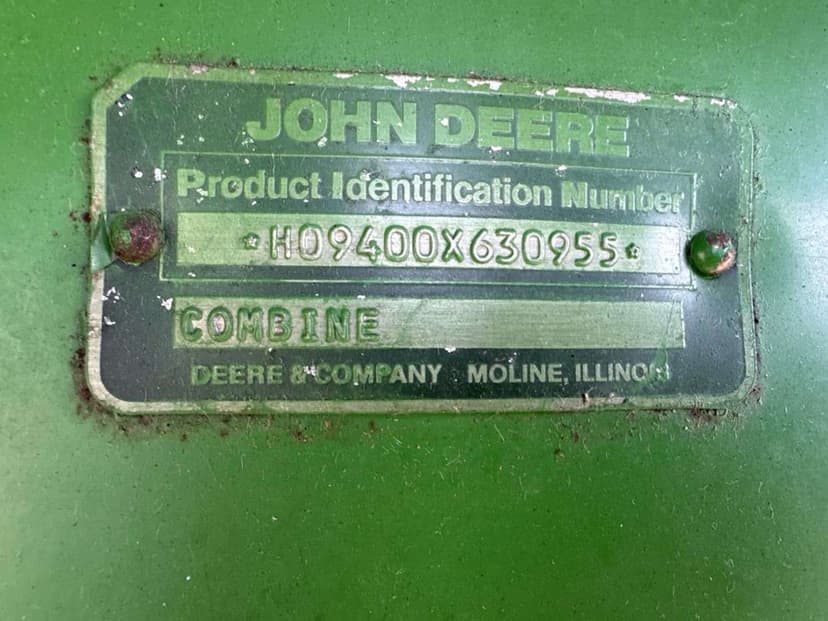 JOHN DEERE
Product Identification Number
*H09400X630955*
COMBINE
DEERE & COMPANY MOLINE, ILLINOIS